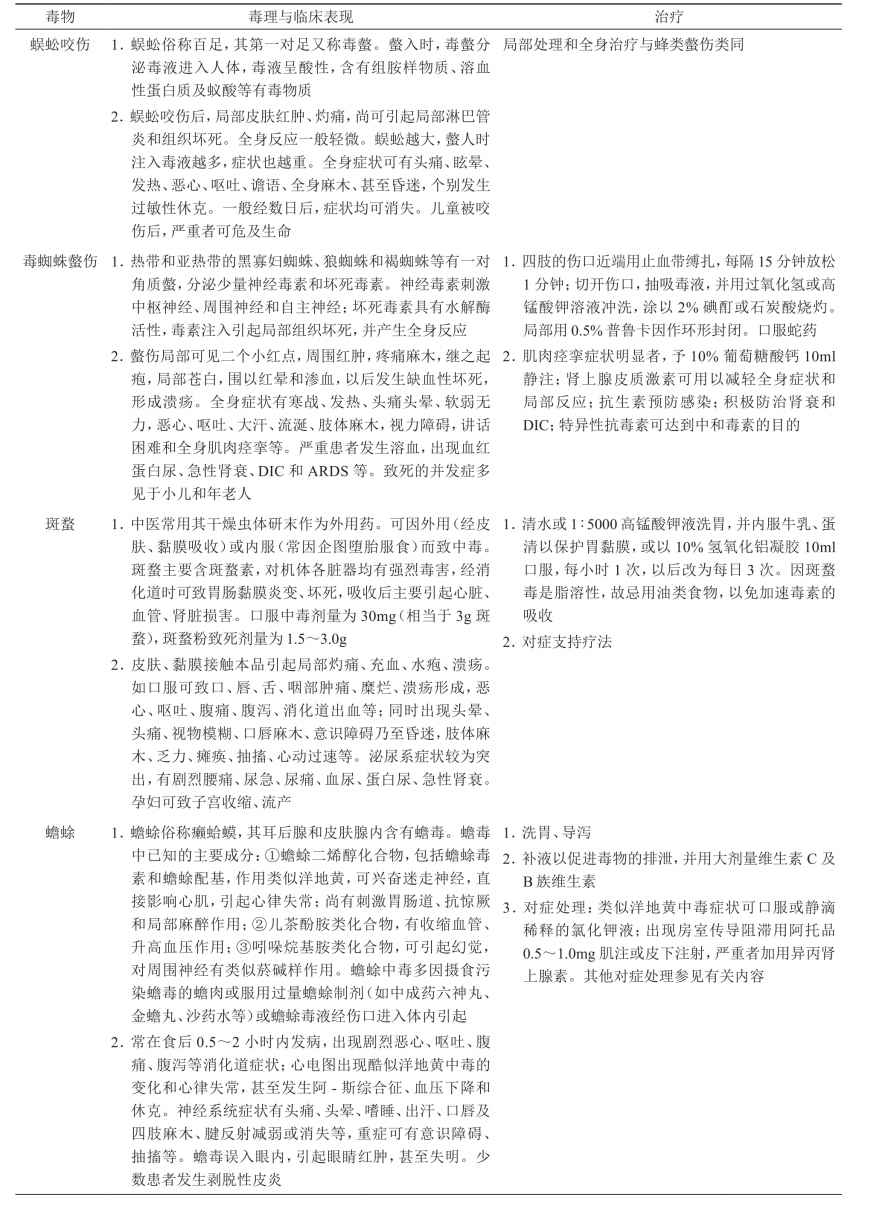 毒物 毒理与临床表现 治疗
蜈蚣咬伤
1. 蜈蚣俗称百足，其第一对足又称毒螯。螫入时，毒螯分
泌毒液进入人体，毒液呈酸性，含有组胺样物质、溶血
性蛋白质及蚁酸等有毒物质
2. 蜈蚣咬伤后，局部皮肤红肿、灼痛，尚可引起局部淋巴管
炎和组织坏死。全身反应一般轻微。蜈蚣越大，螫人时
注入毒液越多，症状也越重。全身症状可有头痛、眩晕、
发热、恶心、呕吐、谵语、全身麻木、甚至昏迷，个别发生
过敏性休克。一般经数日后，症状均可消失。儿童被咬
伤后，严重者可危及生命
局部处理和全身治疗与蜂类螫伤类同
毒蜘蛛螫伤
1. 热带和亚热带的黑寡妇蜘蛛、狼蜘蛛和褐蜘蛛等有一对
角质螯，分泌少量神经毒素和坏死毒素。神经毒素刺激
中枢神经、周围神经和自主神经；坏死毒素具有水解酶
活性，毒素注入引起局部组织坏死，并产生全身反应
2. 螫伤局部可见二个小红点，周围红肿，疼痛麻木，继之起
疱，局部苍白，围以红晕和渗血，以后发生缺血性坏死，
形成溃疡。全身症状有寒战、发热、头痛头晕、软弱无
力，恶心、呕吐、大汗、流涎、肢体麻木，视力障碍，讲话
困难和全身肌肉痉挛等。严重患者发生溶血，出现血红
蛋白尿、急性肾衰、DIC 和 ARDS 等。致死的并发症多
见于小儿和年老人
1. 四肢的伤口近端用止血带缚扎，每隔 15 分钟放松
1 分钟；切开伤口，抽吸毒液，并用过氧化氢或高
锰酸钾溶液冲洗，涂以 2% 碘酊或石炭酸烧灼。
局部用 0.5% 普鲁卡因作环形封闭。口服蛇药
2. 肌肉痉挛症状明显者，予 10% 葡萄糖酸钙 10ml
静注；肾上腺皮质激素可用以减轻全身症状和
局部反应；抗生素预防感染；积极防治肾衰和
DIC；特异性抗毒素可达到中和毒素的目的
斑蝥
1. 中医常用其干燥虫体研末作为外用药。可因外用（经皮
肤、黏膜吸收）或内服（常因企图堕胎服食）而致中毒。
斑蝥主要含斑蝥素，对机体各脏器均有强烈毒害，经消
化道时可致胃肠黏膜炎变、坏死，吸收后主要引起心脏、
血管、肾脏损害。口服中毒剂量为 30mg（相当于 3g 斑
蝥），斑蝥粉致死剂量为 1.5～3.0g
2. 皮肤、黏膜接触本品引起局部灼痛、充血、水疱、溃疡。
如口服可致口、唇、舌、咽部肿痛、糜烂、溃疡形成，恶
心、呕吐、腹痛、腹泻、消化道出血等；同时出现头晕、
头痛、视物模糊、口唇麻木、意识障碍乃至昏迷，肢体麻
木、乏力、瘫痪、抽搐、心动过速等。泌尿系症状较为突
出，有剧烈腰痛、尿急、尿痛、血尿、蛋白尿、急性肾衰。
孕妇可致子宫收缩、流产
1. 清水或 1∶5000 高锰酸钾液洗胃，并内服牛乳、蛋
清以保护胃黏膜，或以 10% 氢氧化铝凝胶 10ml
口服，每小时 1 次，以后改为每日 3 次。因斑蝥
毒是脂溶性，故忌用油类食物，以免加速毒素的
吸收
2. 对症支持疗法
蟾蜍
1. 蟾蜍俗称癞蛤蟆，其耳后腺和皮肤腺内含有蟾毒。蟾毒
中已知的主要成分：①蟾蜍二烯醇化合物，包括蟾蜍毒
素和蟾蜍配基，作用类似洋地黄，可兴奋迷走神经，直
接影响心肌，引起心律失常；尚有刺激胃肠道、抗惊厥
和局部麻醉作用；②儿茶酚胺类化合物，有收缩血管、
升高血压作用；③吲哚烷基胺类化合物，可引起幻觉，
对周围神经有类似菸碱样作用。蟾蜍中毒多因摄食污
染蟾毒的蟾肉或服用过量蟾蜍制剂（如中成药六神丸、
金蟾丸、沙药水等）或蟾蜍毒液经伤口进入体内引起
2. 常在食后 0.5～2 小时内发病，出现剧烈恶心、呕吐、腹
痛、腹泻等消化道症状；心电图出现酷似洋地黄中毒的
变化和心律失常，甚至发生阿 - 斯综合征、血压下降和
休克。神经系统症状有头痛、头晕、嗜睡、出汗、口唇及
四肢麻木、腱反射减弱或消失等，重症可有意识障碍、
抽搐等。蟾毒误入眼内，引起眼睛红肿，甚至失明。少
数患者发生剥脱性皮炎
1. 洗胃、导泻
2. 补液以促进毒物的排泄，并用大剂量维生素 C 及
B 族维生素
3. 对症处理：类似洋地黄中毒症状可口服或静滴
稀释的氯化钾液；出现房室传导阻滞用阿托品
0.5～1.0mg 肌注或皮下注射，严重者加用异丙肾
上腺素。其他对症处理参见有关内容